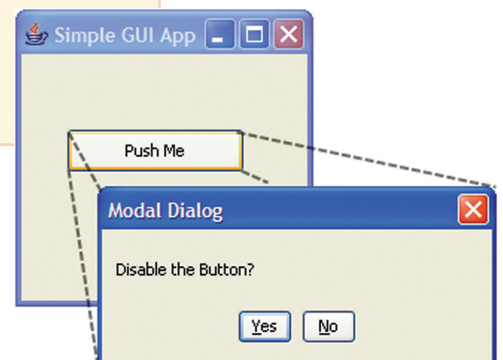 Simple GUI App
Push Me
Modal Dialog
Disable the Button?
Yes No